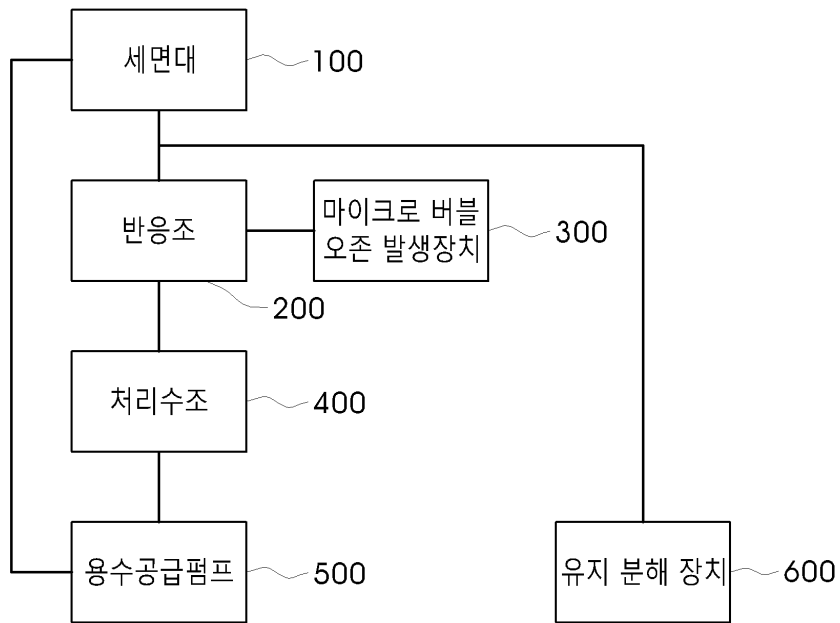 세면대
100
반응조
200
마이크로 버블
오존 발생장치
300
처리수조
400
용수공급펌프
500
유지 분해 장치
600